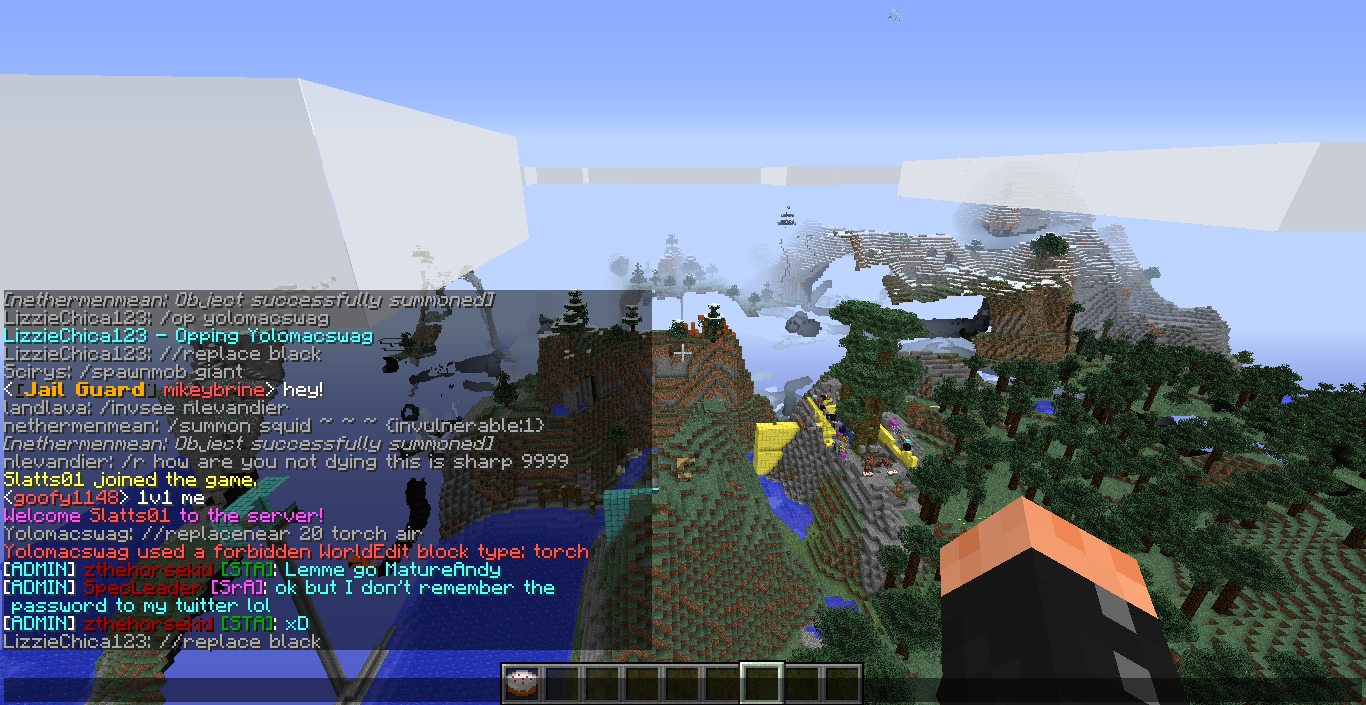 [nethermenmean: Object successfully summoned]
LizzieChica123: /op yolomacswag
LizzieChica123 - Opping Yolomacswag
LizzieChica123: //replace black
Scirys: /spawnmob giant
<[Jail Guard] mikeybrine> hey!
landlava: /invsee nlevandier
nethermenmean: /summon squid ~ ~ ~ {invulnerable:1}
[nethermenmean: Object successfully summoned]
nlevandier: /r hou are you not dying this is sharp 9999
Slatts01 joined the game.
<goofy1148> 1v1 me
Welcome Slatts01 to the server!
Yolomacswag: //replacenear 20 torch air
Yolomacswag used a forbidden WorldEdit block type: torch
[ADMIN] zthehorsekid [STA]: Lemme go MatureAndy
[ADMIN] SpecLeader [SrA]: ok but I don't remember the
password to my twitter lol
[ADMIN] zthehorsekid [STA]: xD
LizzieChica123: //replace black